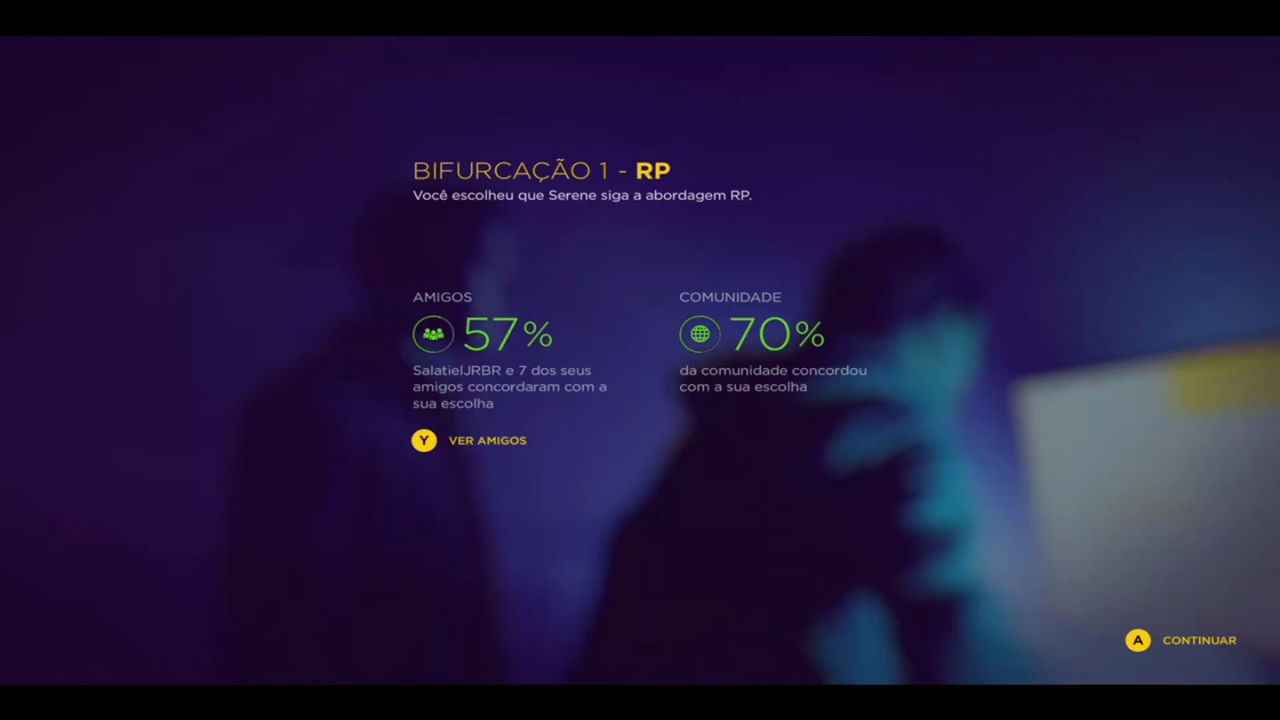 BIFURCAÇÃO 1 - RP
Você escolheu que Serene siga a abordagem RP.
AMIGOS
57%
SalatielJRBR e 7 dos seus
amigos concordaram com a
sua escolha
Y VER AMIGOS
COMUNIDADE
70%
da comunidade concordou
com a sua escolha
A CONTINUAR